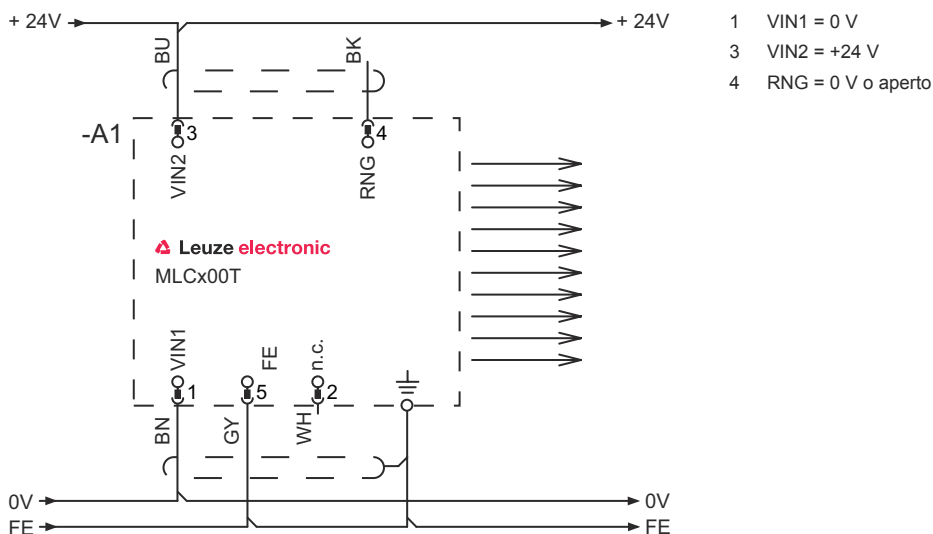 + 24V
+ 24V
1 VIN1 = 0 V
3 VIN2 = +24 V
4 RNG = 0 V o aperto
BU
BK
-A1
3
4
VIN2
RNG
Leuze electronic
MLCx00T
VIN1
FE
n.c.
1
5
2
BN
GY
WH
0V
0V
FE
FE